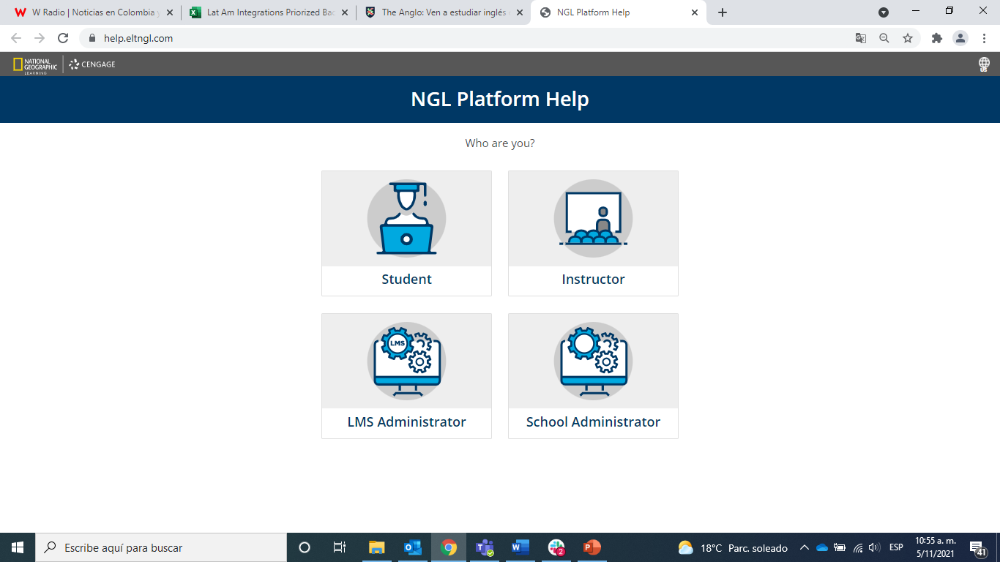 W Radio | Noticias en Colombia y
Lat Am Integrations Priorized Bac
The Anglo: Ven a estudiar inglés
NGL Platform Help
help.eltngl.com
NATIONAL
GEOGRAPHIC
LEARNING
CENGAGE
US
NGL Platform Help
Who are you?
Student
Instructor
LMS
LMS Administrator
School Administrator
Escribe aquí para buscar
2
18°C Parc. soleado
ESP
10:55 a. m.
5/11/2021
41